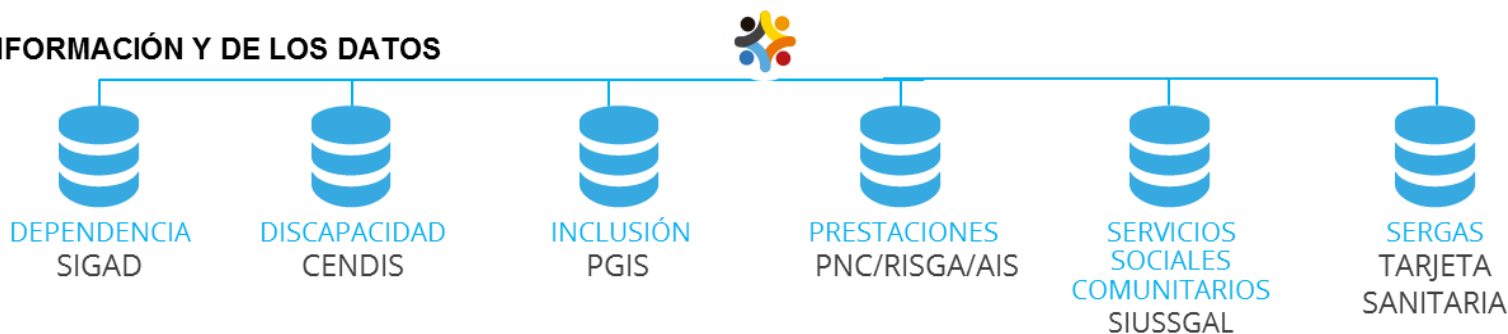 NFORMACIÓN Y DE LOS DATOS
DEPENDENCIA
SIGAD
DISCAPACIDAD
CENDIS
INCLUSIÓN
PGIS
PRESTACIONES
PNC/RISGA/AIS
SERVICIOS
SOCIALES
COMUNITARIOS
SIUSSGAL
SERGAS
TARJETA
SANITARIA